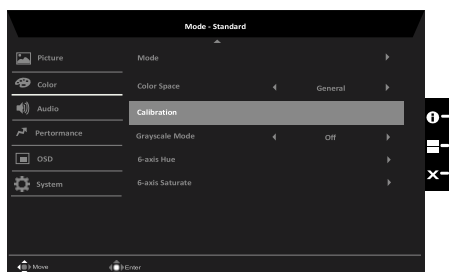 Mode - Standard
Picture
Mode
Color
Color Space
General
Audio
Calibration
Pertormance
Grayscale Mode
Off
OSD
6-axis Hue
System
6-axis Saturate
Move
Enter